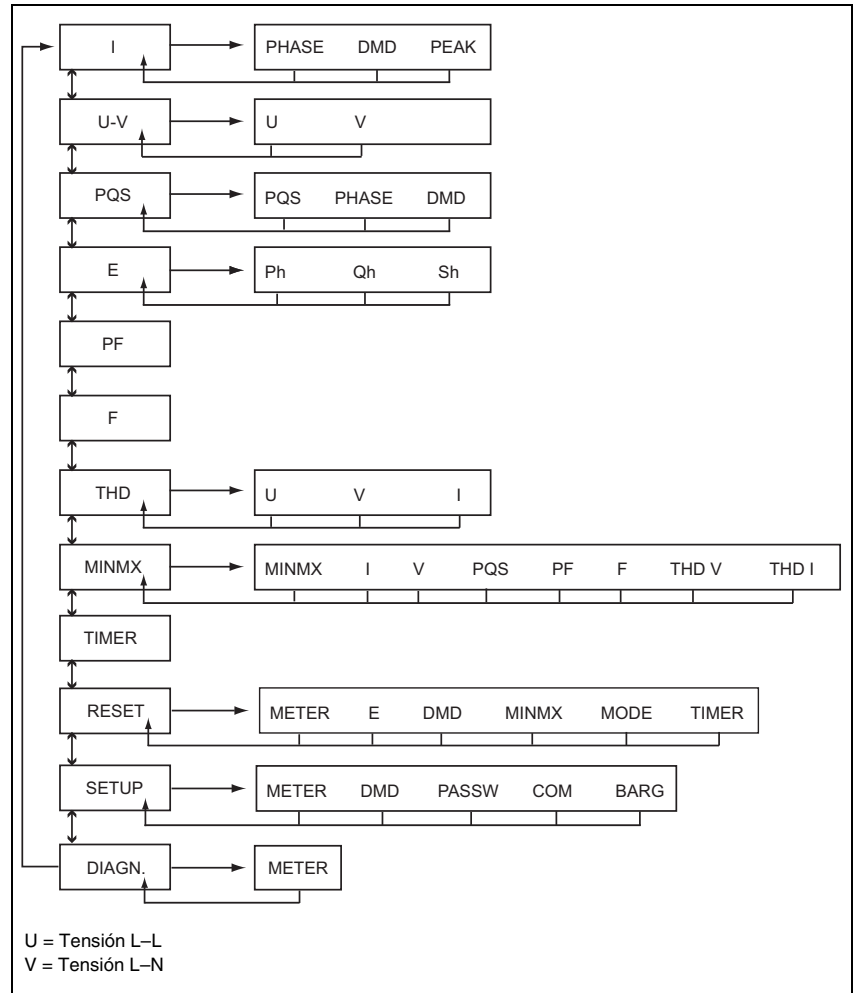 I PHASE DMD PEAK
U-V U V
PQS PQS PHASE DMD
E Ph Qh Sh
PF
F
THD U V I
MINMX MINMX I V PQS PF F THD V THD I
TIMER
RESET METER E DMD MINMX MODE TIMER
SETUP METER DMD PASSW COM BARG
DIAGN. METER
U = Tensión L–L
V = Tensión L–N